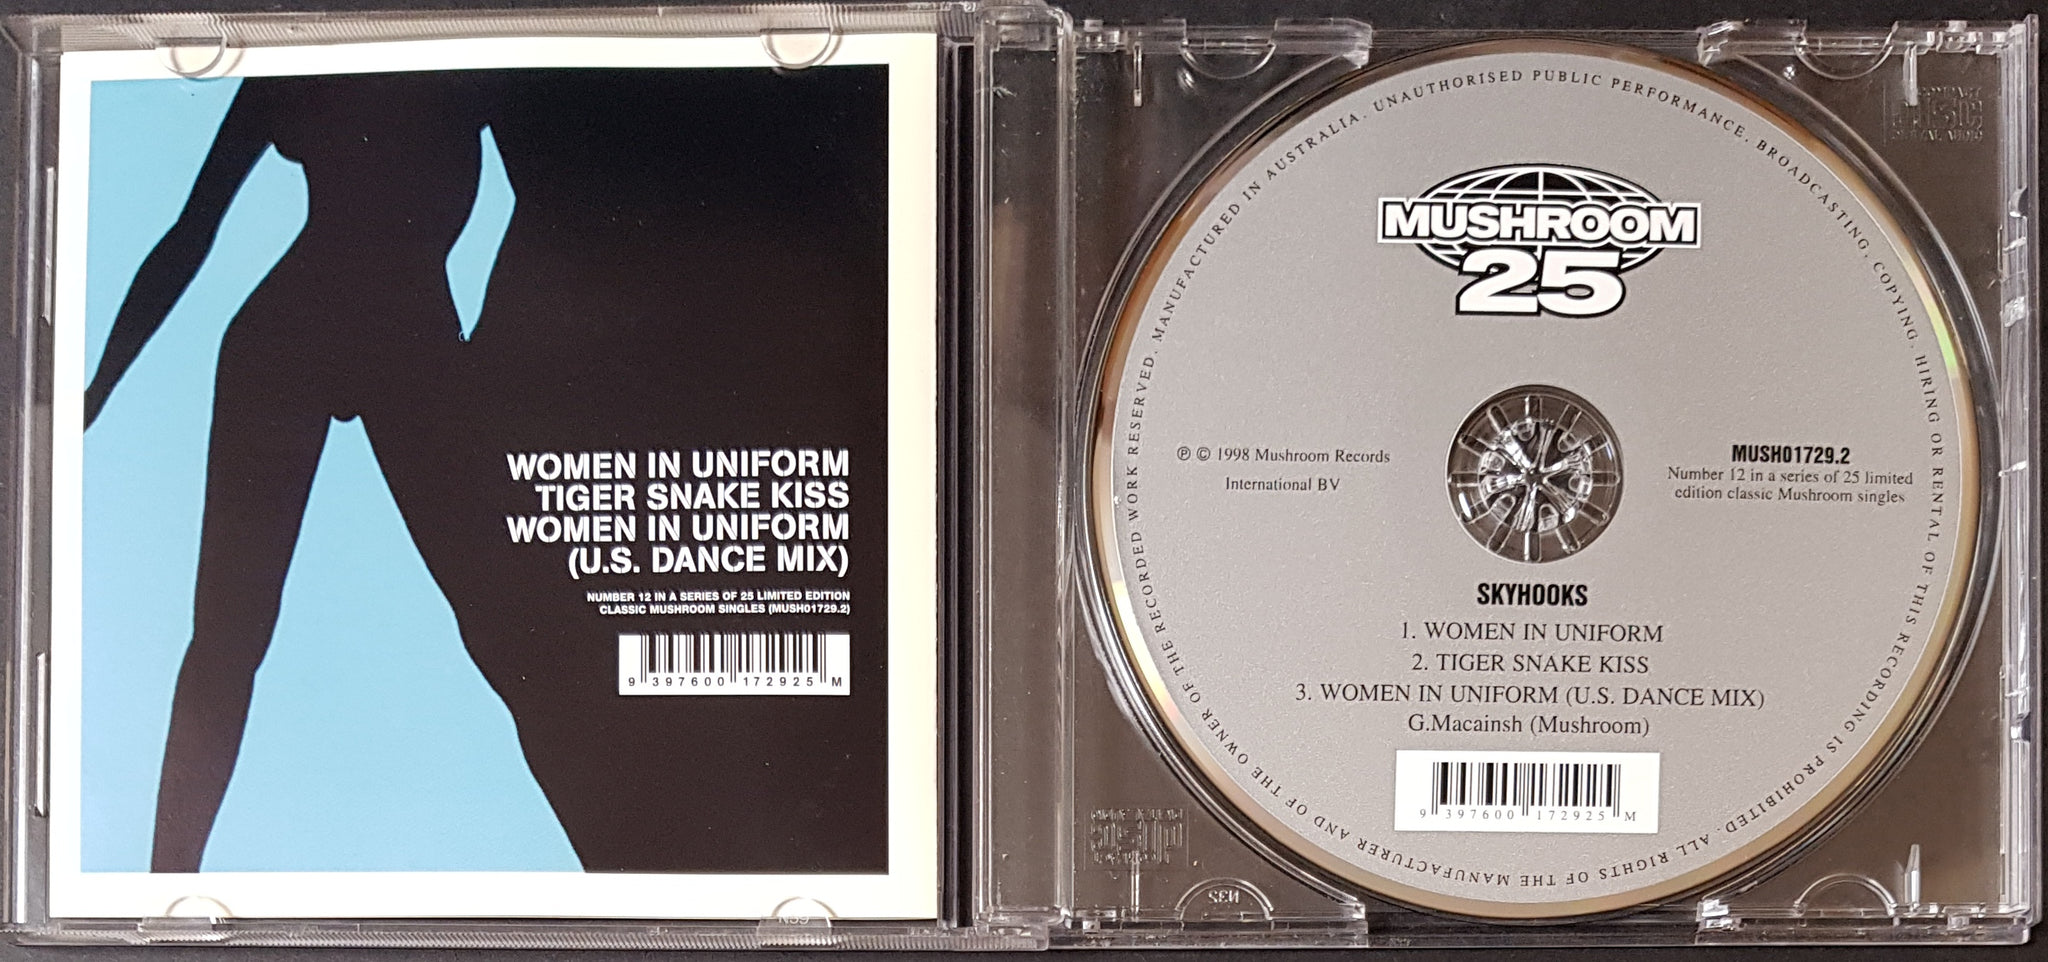 WOMEN IN UNIFORM
TIGER SNAKE KISS
WOMEN IN UNIFORM
(U.S. DANCE MIX)
NUMBER 12 IN A SERIES OF 25 LIMITED EDITION
CLASSIC MUSHROOM SINGLES (MUSH01729.2)
9 397600 172925 M
MANUFACTURED IN AUSTRALIA. UNAUTHORISED PUBLIC PERFORMANCE. BROADCASTING. COPYING. HIRING OR RENTAL OF THIS RECORDING IS PROHIBITED. ALL RIGHTS OF THE MANUFACTURER AND OF THE OWNER OF THE RECORDED WORK RESERVED.
MUSHROOM
25
℗ © 1998 Mushroom Records
International BV
MUSH01729.2
Number 12 in a series of 25 limited
edition classic Mushroom singles
SKYHOOKS
1. WOMEN IN UNIFORM
2. TIGER SNAKE KISS
3. WOMEN IN UNIFORM (U.S. DANCE MIX)
G.Macainsh (Mushroom)
9 397600 172925 M
COMPACT
disc
DIGITAL AUDIO